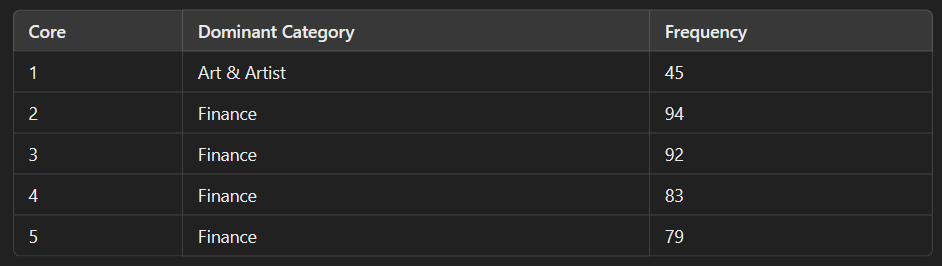 Core Dominant Category Frequency
1 Art & Artist 45
2 Finance 94
3 Finance 92
4 Finance 83
5 Finance 79